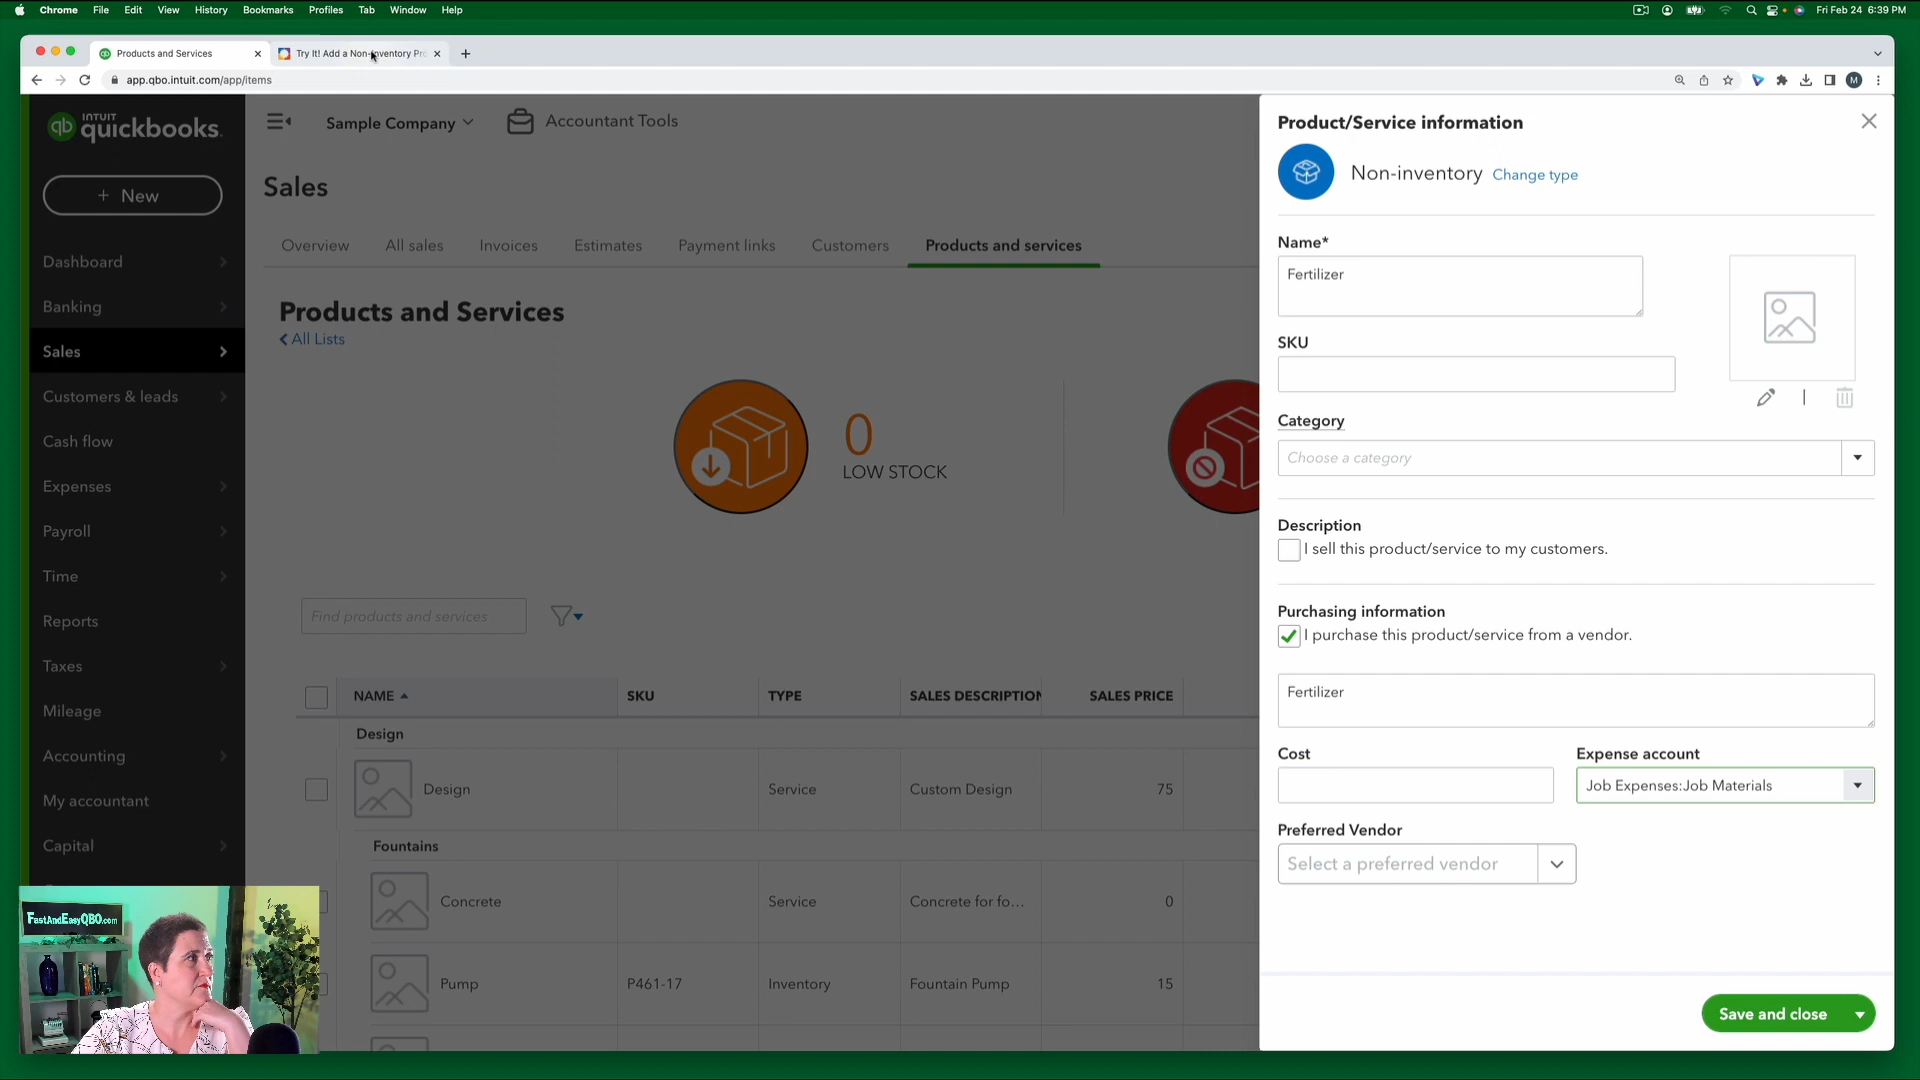 Chrome File Edit View History Bookmarks Profiles Tab Window Help
Fri Feb 24 6:39 PM
Products and Services
Try It! Add a Non-inventory Pro
app.qbo.intuit.com/app/items
M
qb INTUIT quickbooks.
+ New
Dashboard
Banking
Sales
Customers & leads
Cash flow
Expenses
Payroll
Time
Reports
Taxes
Mileage
Accounting
My accountant
Capital
Sample Company
Accountant Tools
Sales
Overview All sales Invoices Estimates Payment links Customers Products and services
Products and Services
All Lists
0
LOW STOCK
Find products and services
NAME SKU TYPE SALES DESCRIPTION SALES PRICE
Design
Design Service Custom Design 75
Fountains
Concrete Service Concrete for fo... 0
Pump P461-17 Inventory Fountain Pump 15
Product/Service information
Non-inventory Change type
Name*
Fertilizer
SKU
Category
Choose a category
Description
I sell this product/service to my customers.
Purchasing information
I purchase this product/service from a vendor.
Fertilizer
Cost Expense account
Job Expenses:Job Materials
Preferred Vendor
Select a preferred vendor
Save and close
FastAndEasyQBO.com